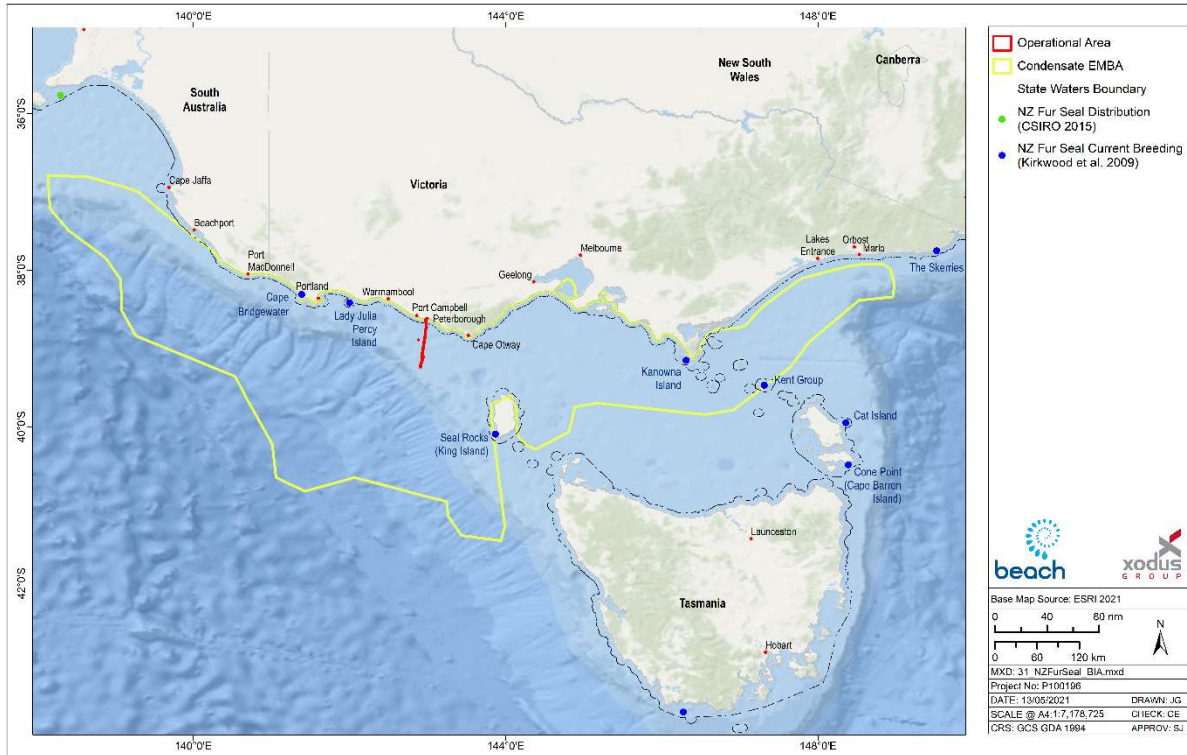 140°0'E
144°0'E
148°0'E
36°0'S
38°0'S
40°0'S
42°0'S
South
Australia
New South
Wales
Canberra
Victoria
Cape Jaffa
Beachport
Port
MacDonnell
Portland
Cape
Bridgewater
Warrnambool
Lady Julia
Percy
Island
Port Campbell
Peterborough
Cape Otway
Geelong
Melbourne
Lakes
Entrance
Orbost
Marlo
The Skerries
Kanowna
Island
Kent Group
Cat Island
Cone Point
(Cape Barron
Island)
Seal Rocks
(King Island)
Launceston
Tasmania
Hobart
140°0'E
144°0'E
148°0'E
Operational Area
Condensate EMBA
State Waters Boundary
NZ Fur Seal Distribution
(CSIRO 2015)
NZ Fur Seal Current Breeding
(Kirkwood et al. 2009)
beach
xodus
GROUP
Base Map Source: ESRI 2021
0 40 80 nm
N
0 60 120 km
MXD: 31_NZFurSeal_BIA.mxd
Project No: P100196
DATE: 13/05/2021 DRAWN: JG
SCALE @ A4:1:7,178,725 CHECK: CE
CRS: GCS GDA 1994 APPROV: SJ